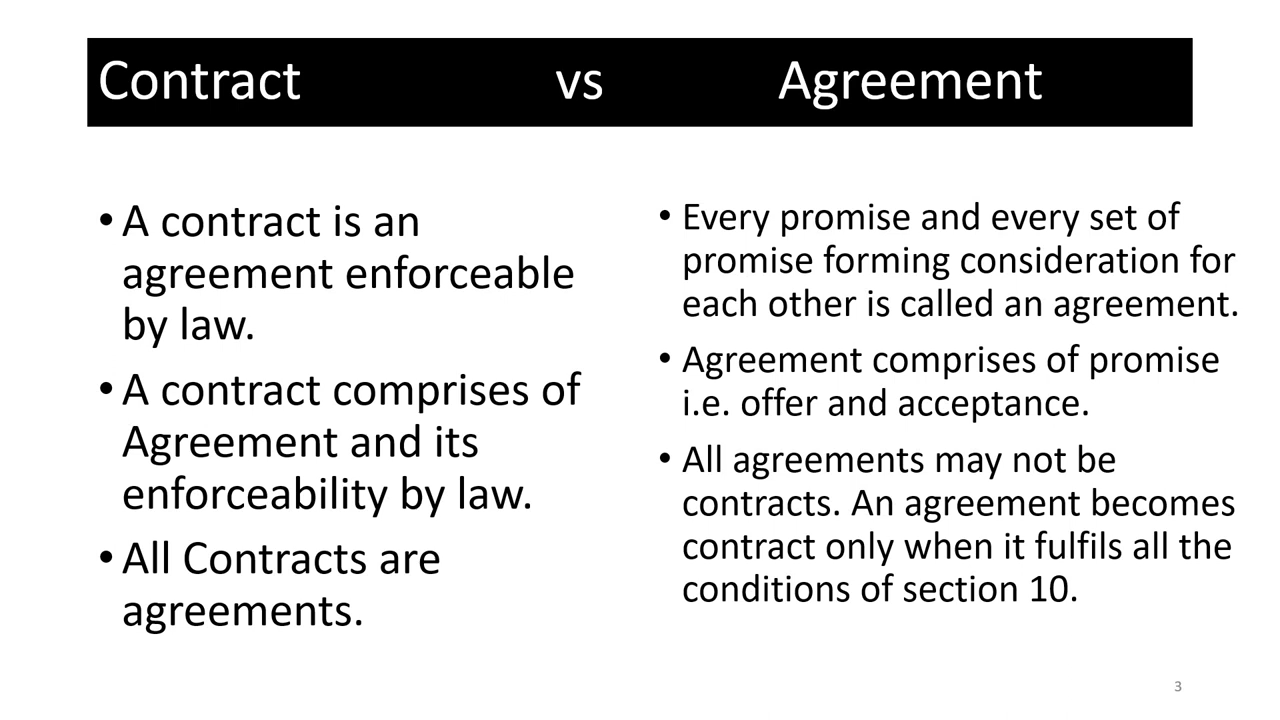 Contract vs Agreement
• A contract is an
agreement enforceable
by law.
• A contract comprises of
Agreement and its
enforceability by law.
• All Contracts are
agreements.
• Every promise and every set of
promise forming consideration for
each other is called an agreement.
• Agreement comprises of promise
i.e. offer and acceptance.
• All agreements may not be
contracts. An agreement becomes
contract only when it fulfils all the
conditions of section 10.
3